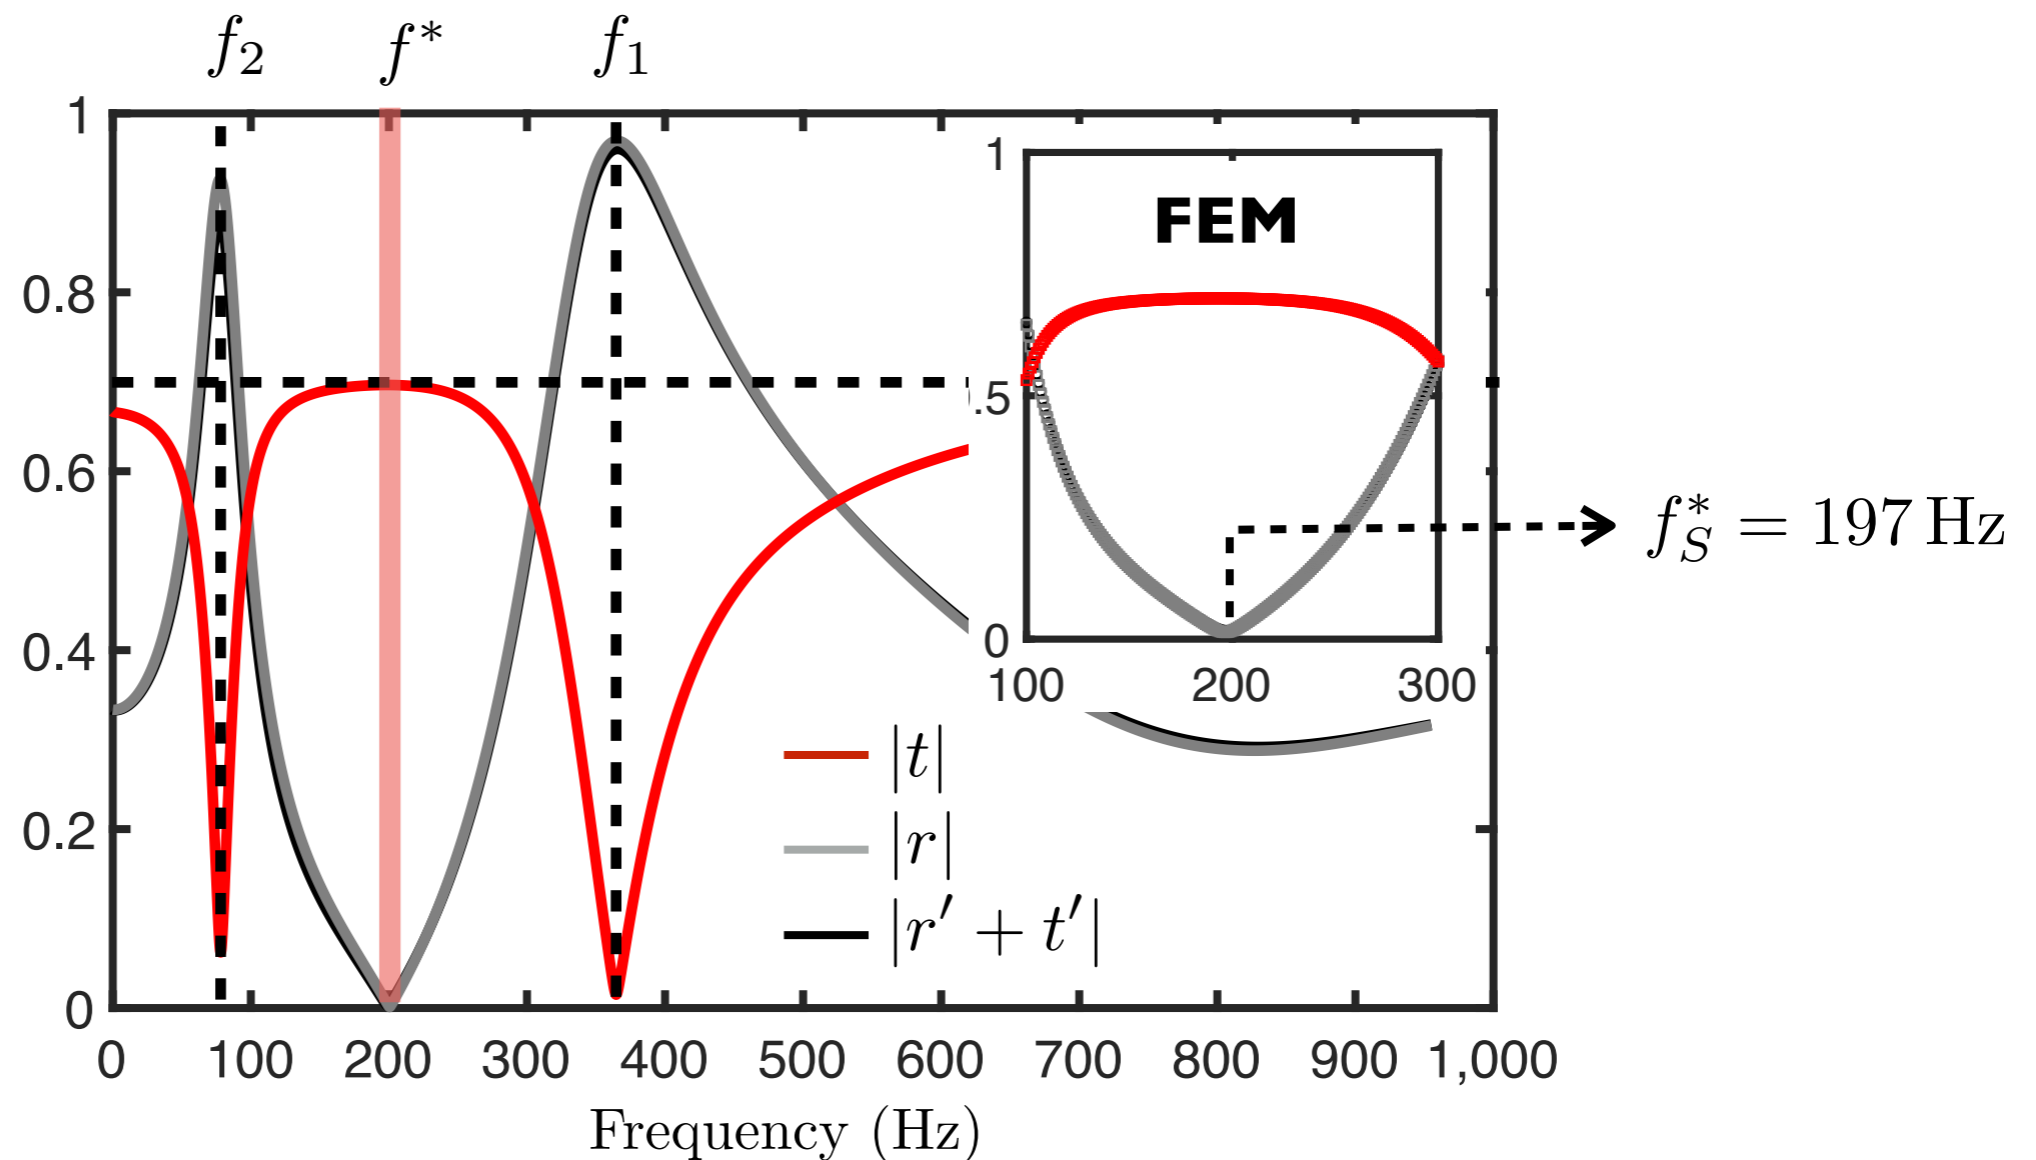 f₂ f* f₁
1
0.8
0.6
0.4
0.2
0
0 100 200 300 400 500 600 700 800 900 1,000
Frequency (Hz)
|t|
|r|
|r′ + t′|
FEM
1
.5
0
100 200 300
f*_S = 197 Hz